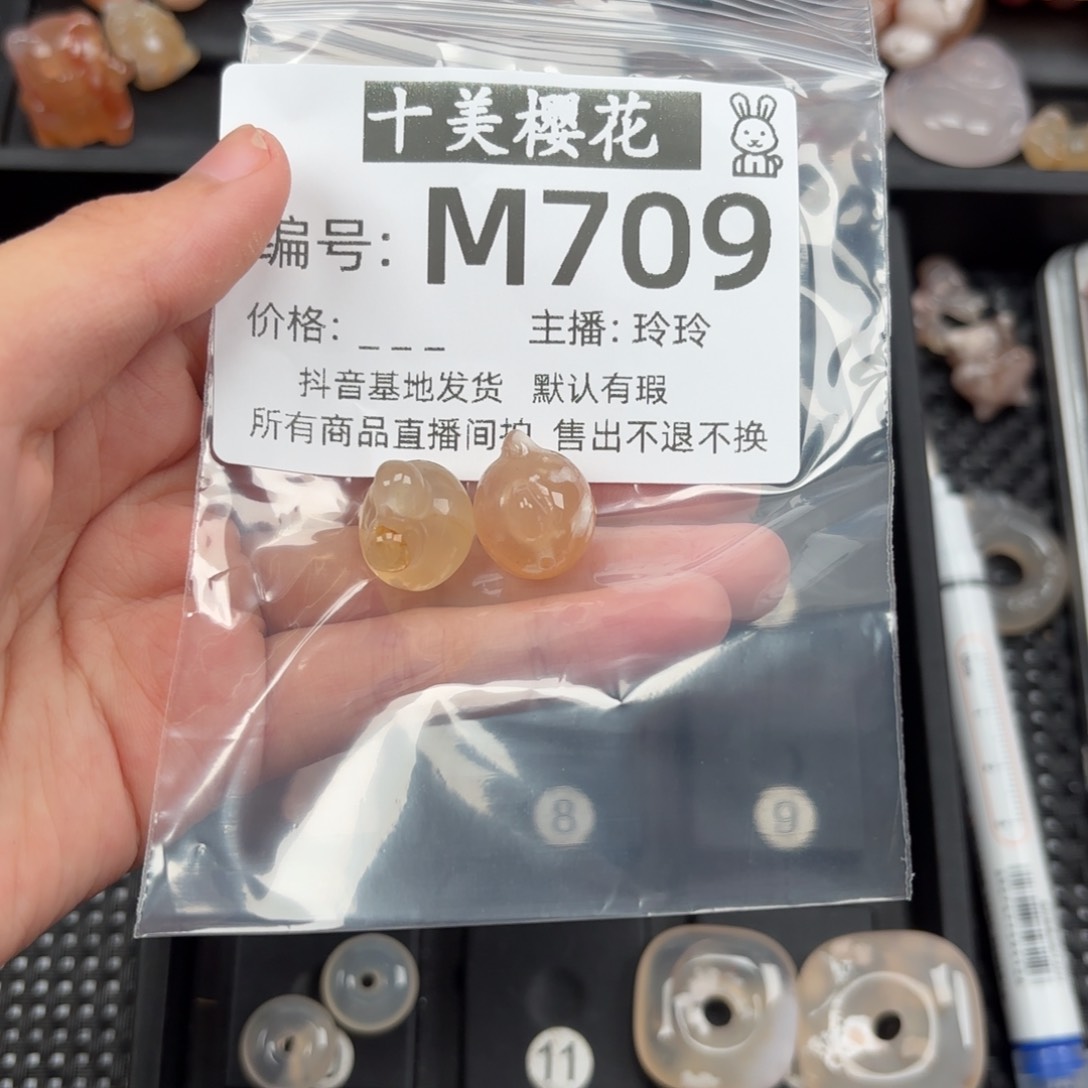 十美樱花
编号: M709
价格: _ _ _ 主播: 玲玲
抖音基地发货 默认有瑕
所有商品直播间拍 售出不退不换
8
9
11